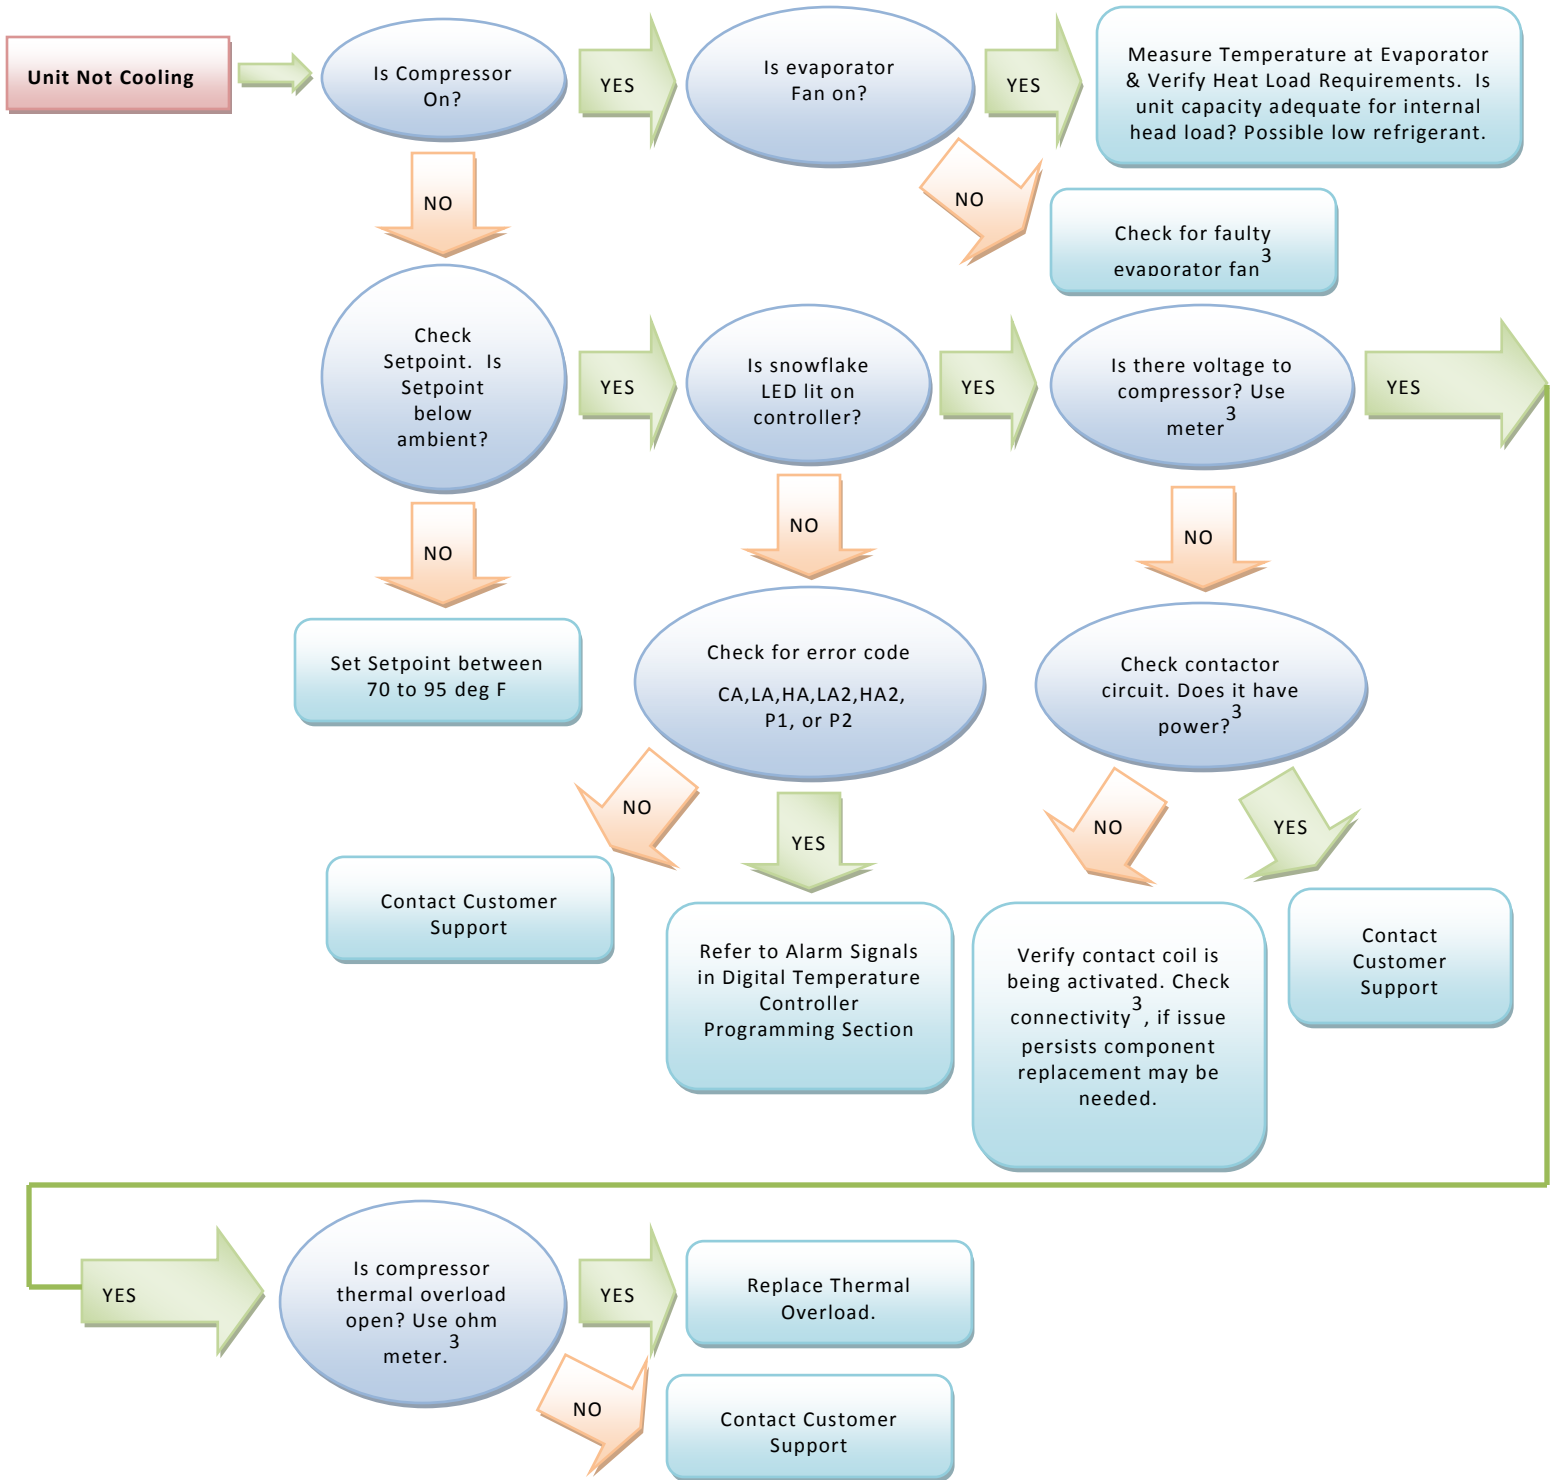 Unit Not Cooling
Is Compressor
On?
YES
Is evaporator
Fan on?
YES
Measure Temperature at Evaporator
& Verify Heat Load Requirements.  Is
unit capacity adequate for internal
head load? Possible low refrigerant.
NO
NO
Check for faulty
evaporator fan3
Check
Setpoint.  Is
Setpoint
below
ambient?
YES
Is snowflake
LED lit on
controller?
YES
Is there voltage to
compressor? Use
meter3
YES
NO
NO
NO
Set Setpoint between
70 to 95 deg F
Check for error code
CA,LA,HA,LA2,HA2,
P1, or P2
Check contactor
circuit. Does it have
power?3
NO
YES
NO
YES
Contact Customer
Support
Refer to Alarm Signals
in Digital Temperature
Controller
Programming Section
Verify contact coil is
being activated. Check
connectivity3, if issue
persists component
replacement may be
needed.
Contact
Customer
Support
YES
Is compressor
thermal overload
open? Use ohm
meter.3
YES
Replace Thermal
Overload.
NO
Contact Customer
Support